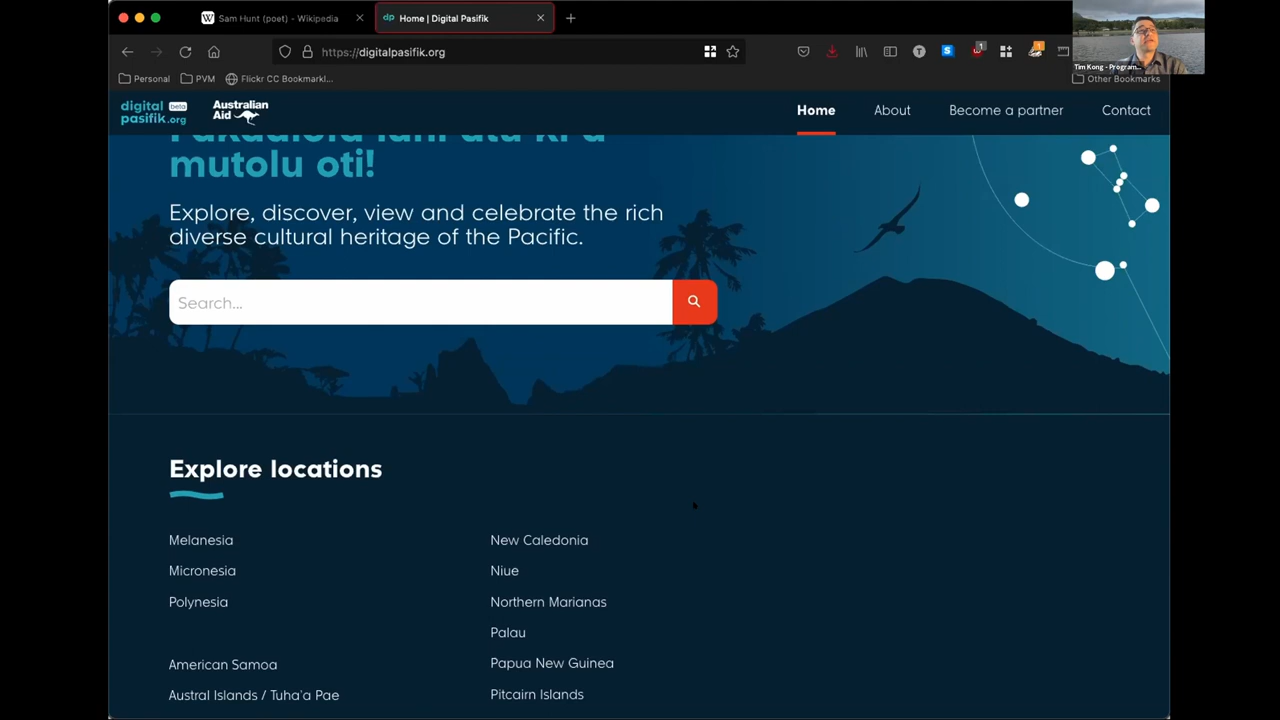 Sam Hunt (poet) - Wikipedia
Home | Digital Pasifik
https://digitalpasifik.org
Tim Kong - Program...
Personal
PVM
Flickr CC Bookmarkl...
Other Bookmarks
digital beta
pasifik.org
Australian
Aid
Home
About
Become a partner
Contact
mutolu oti!
Explore, discover, view and celebrate the rich
diverse cultural heritage of the Pacific.
Search...
Explore locations
Melanesia
New Caledonia
Micronesia
Niue
Polynesia
Northern Marianas
Palau
American Samoa
Papua New Guinea
Austral Islands / Tuha'a Pae
Pitcairn Islands